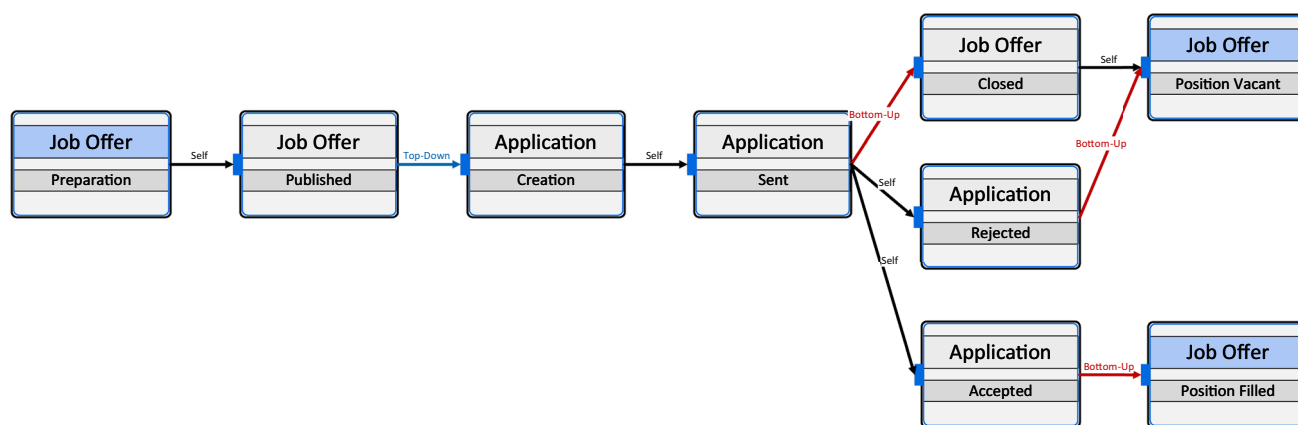 Job Offer
Preparation
Self
Job Offer
Published
Top-Down
Application
Creation
Self
Application
Sent
Bottom-Up
Self
Self
Job Offer
Closed
Self
Job Offer
Position Vacant
Application
Rejected
Bottom-Up
Application
Accepted
Bottom-Up
Job Offer
Position Filled